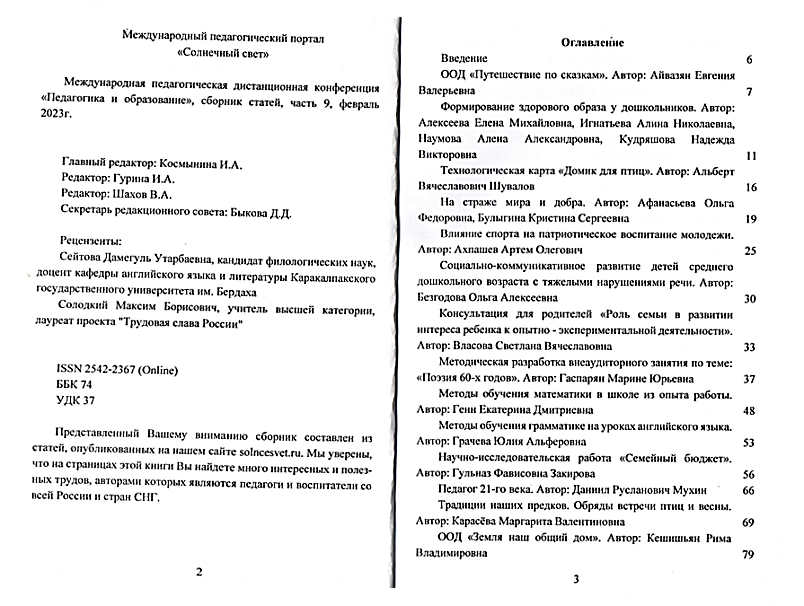 Международный педагогический портал
«Солнечный свет»
Международная педагогическая дистанционная конференция
«Педагогика и образование», сборник статей, часть 9, февраль
2023г.
Главный редактор: Космынина И.А.
Редактор: Гурина И.А.
Редактор: Шахов В.А.
Секретарь редакционного совета: Быкова Д.Д.
Рецензенты:
Сейтова Дамегуль Утарбаевна, кандидат филологических наук,
доцент кафедры английского языка и литературы Каракалпакского
государственного университета им. Бердаха
Солодкий Максим Борисович, учитель высшей категории,
лауреат проекта "Трудовая слава России"
ISSN 2542-2367 (Online)
ББК 74
УДК 37
Представленный Вашему вниманию сборник составлен из
статей, опубликованных на нашем сайте solncesvet.ru. Мы уверены,
что на страницах этой книги Вы найдете много интересных и полез-
ных трудов, авторами которых являются педагоги и воспитатели со
всей России и стран СНГ.
2
Оглавление
Введение 6
ООД «Путешествие по сказкам». Автор: Айвазян Евгения
Валерьевна 7
Формирование здорового образа у дошкольников. Автор:
Алексеева Елена Михайловна, Игнатьева Алина Николаевна,
Наумова Алена Александровна, Кудряшова Надежда
Викторовна 11
Технологическая карта «Домик для птиц». Автор: Альберт
Вячеславович Шувалов 16
На страже мира и добра. Автор: Афанасьева Ольга
Федоровна, Булыгина Кристина Сергеевна 19
Влияние спорта на патриотическое воспитание молодежи.
Автор: Ахпашев Артем Олегович 25
Социально-коммуникативное развитие детей среднего
дошкольного возраста с тяжелыми нарушениями речи. Автор:
Безгодова Ольга Алексеевна 30
Консультация для родителей «Роль семьи в развитии
интереса ребенка к опытно - экспериментальной деятельности».
Автор: Власова Светлана Вячеславовна 33
Методическая разработка внеаудиторного занятия по теме:
«Поэзия 60-х годов». Автор: Гаспарян Марине Юрьевна 37
Методы обучения математики в школе из опыта работы.
Автор: Генн Екатерина Дмитриевна 48
Методы обучения грамматике на уроках английского языка.
Автор: Грачева Юлия Альферовна 53
Научно-исследовательская работа «Семейный бюджет».
Автор: Гульназ Фависовна Закирова 56
Педагог 21-го века. Автор: Даниил Русланович Мухин 66
Традиции наших предков. Обряды встречи птиц и весны.
Автор: Карасёва Маргарита Валентиновна 69
ООД «Земля наш общий дом». Автор: Кешишьян Рима
Владимировна 79
3